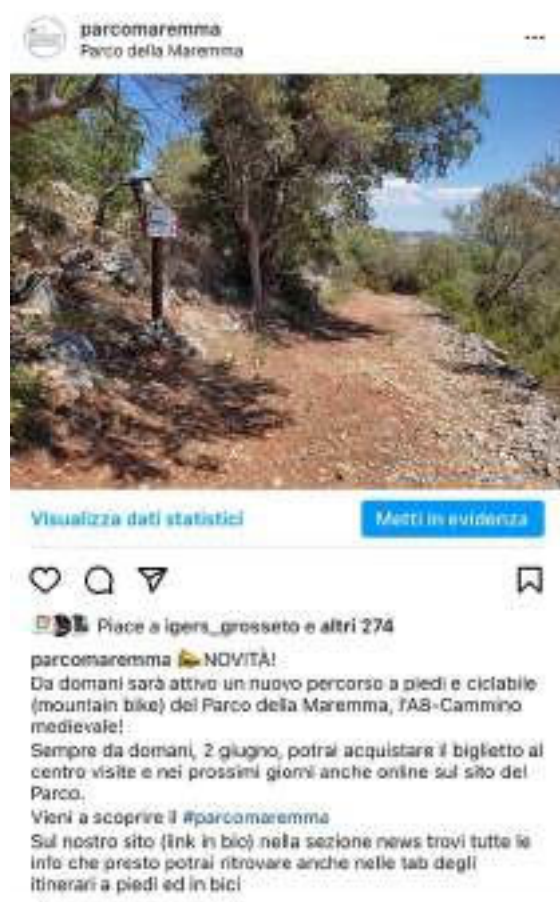 parcomaremma
Parco della Maremma
Visualizza dati statistici
Metti in evidenza
Piace a igers_grosseto e altri 274
parcomaremma NOVITÀ!
Da domani sarà attivo un nuovo percorso a piedi e ciclabile
(mountain bike) del Parco della Maremma, l'A8-Cammino
medievale!
Sempre da domani, 2 giugno, potrai acquistare il biglietto al
centro visite e nei prossimi giorni anche online sul sito del
Parco.
Vieni a scoprire il #parcomaremma
Sul nostro sito (link in bio) nella sezione news trovi tutte le
info che presto potrai ritrovare anche nelle tab degli
itinerari a piedi ed in bici